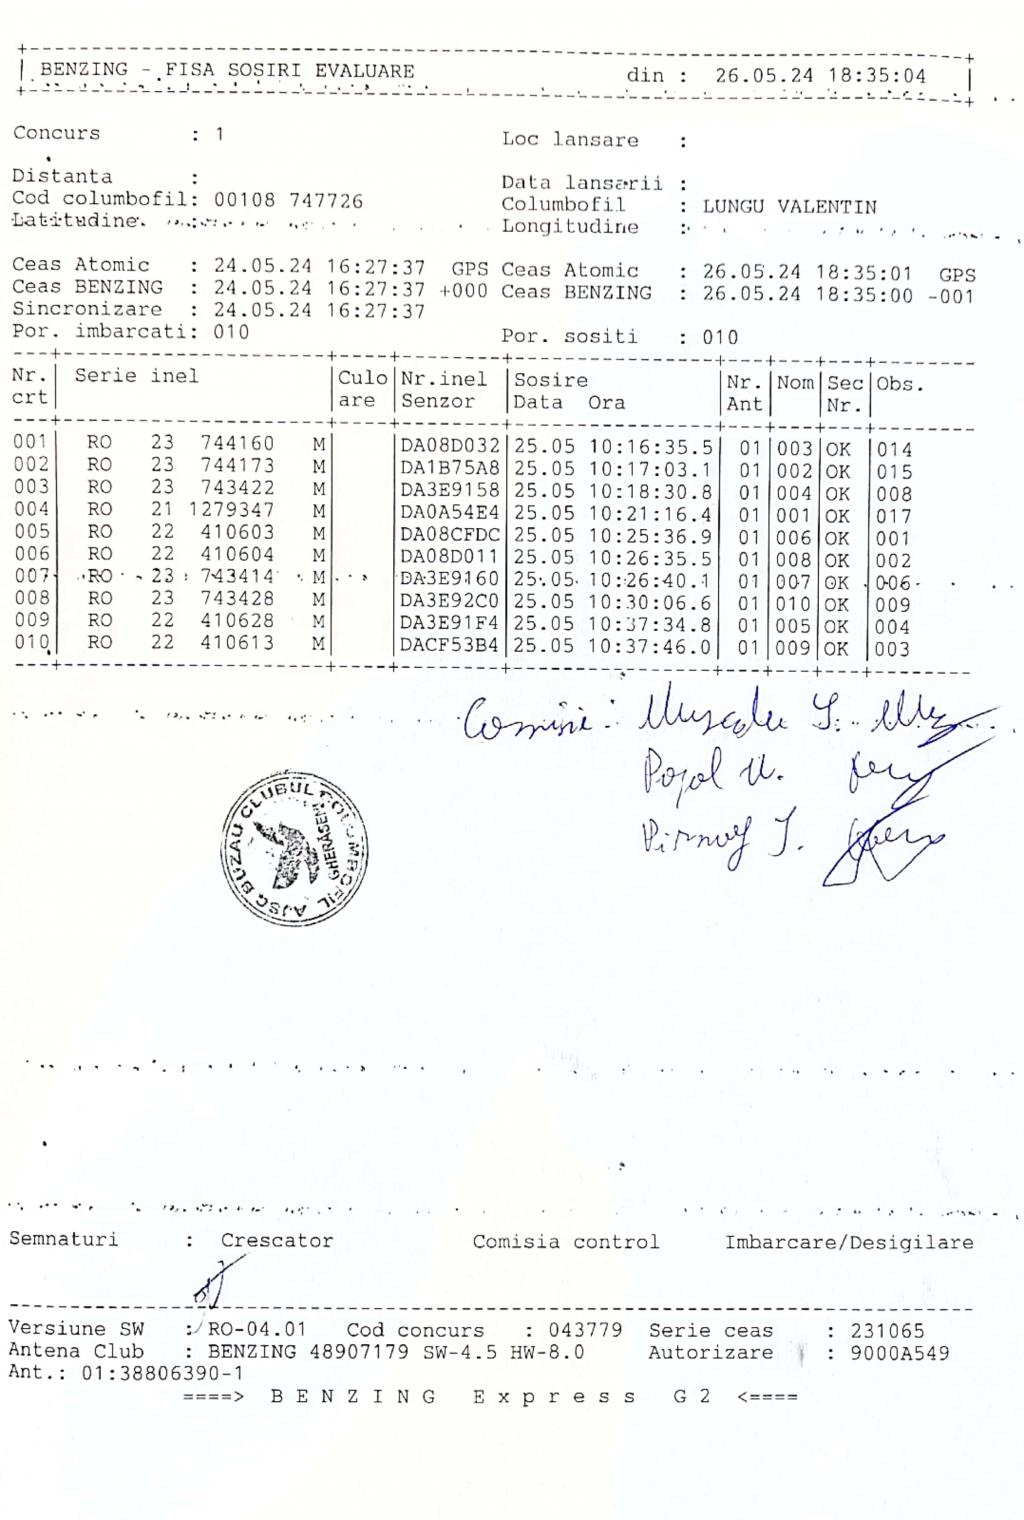 BENZING - FISA SOSIRI EVALUARE din : 26.05.24 18:35:04
Concurs : 1 Loc lansare :
Distanta : Data lansarii :
Cod columbofil: 00108 747726 Columbofil : LUNGU VALENTIN
Latitudine Longitudine :
Ceas Atomic : 24.05.24 16:27:37 GPS Ceas Atomic : 26.05.24 18:35:01 GPS
Ceas BENZING : 24.05.24 16:27:37 +000 Ceas BENZING : 26.05.24 18:35:00 -001
Sincronizare : 24.05.24 16:27:37
Por. imbarcati: 010 Por. sositi : 010
Nr. Serie inel Culo Nr.inel Sosire Nr. Nom Sec Obs.
crt are Senzor Data Ora Ant Nr.
001 RO 23 744160 M DA08D032 25.05 10:16:35.5 01 003 OK 014
002 RO 23 744173 M DA1B75A8 25.05 10:17:03.1 01 002 OK 015
003 RO 23 743422 M DA3E9158 25.05 10:18:30.8 01 004 OK 008
004 RO 21 1279347 M DA0A54E4 25.05 10:21:16.4 01 001 OK 017
005 RO 22 410603 M DA08CFDC 25.05 10:25:36.9 01 006 OK 001
006 RO 22 410604 M DA08D011 25.05 10:26:35.5 01 008 OK 002
007 RO 23 743414 M DA3E9160 25.05 10:26:40.1 01 007 OK 006
008 RO 23 743428 M DA3E92C0 25.05 10:30:06.6 01 010 OK 009
009 RO 22 410628 M DA3E91F4 25.05 10:37:34.8 01 005 OK 004
010 RO 22 410613 M DACF53B4 25.05 10:37:46.0 01 009 OK 003
AJSC BUZAU CLUBUL COLUMBOFIL
GHERASENI
Semnaturi : Crescator Comisia control Imbarcare/Desigilare
Versiune SW : RO-04.01 Cod concurs : 043779 Serie ceas : 231065
Antena Club : BENZING 48907179 SW-4.5 HW-8.0 Autorizare : 9000A549
Ant.: 01:38806390-1
====> B E N Z I N G E x p r e s s G 2 <====